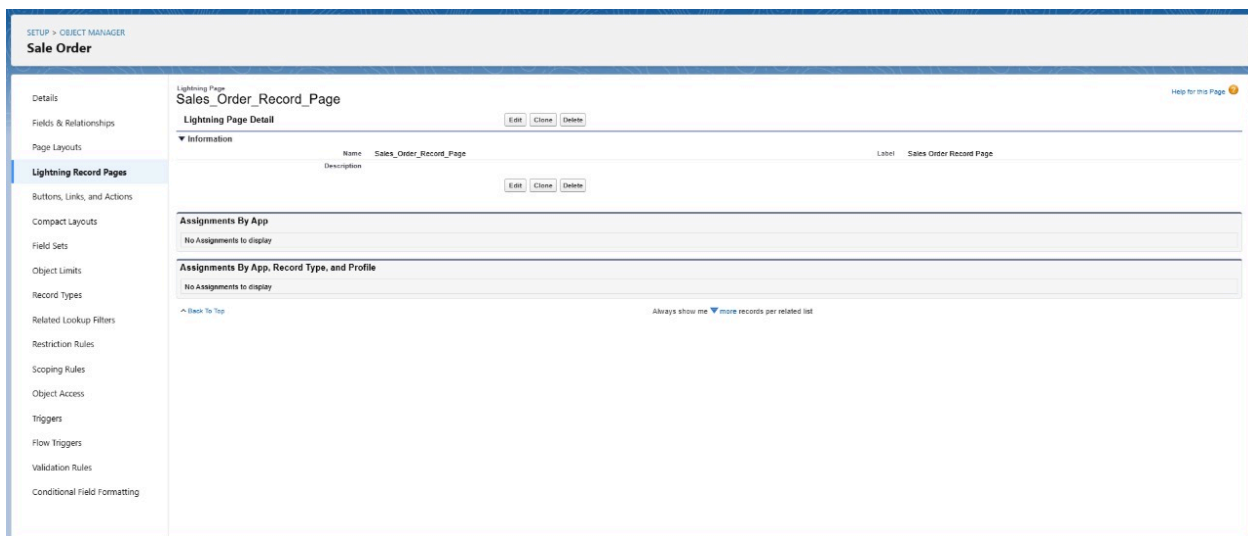 SETUP > OBJECT MANAGER
Sale Order
Details
Fields & Relationships
Page Layouts
Lightning Record Pages
Buttons, Links, and Actions
Compact Layouts
Field Sets
Object Limits
Record Types
Related Lookup Filters
Restriction Rules
Scoping Rules
Object Access
Triggers
Flow Triggers
Validation Rules
Conditional Field Formatting
Lightning Page
Sales_Order_Record_Page
Help for this Page
Lightning Page Detail Edit Clone Delete
Information
Name Sales_Order_Record_Page Label Sales Order Record Page
Description
Edit Clone Delete
Assignments By App
No Assignments to display
Assignments By App, Record Type, and Profile
No Assignments to display
Back To Top Always show me more records per related list